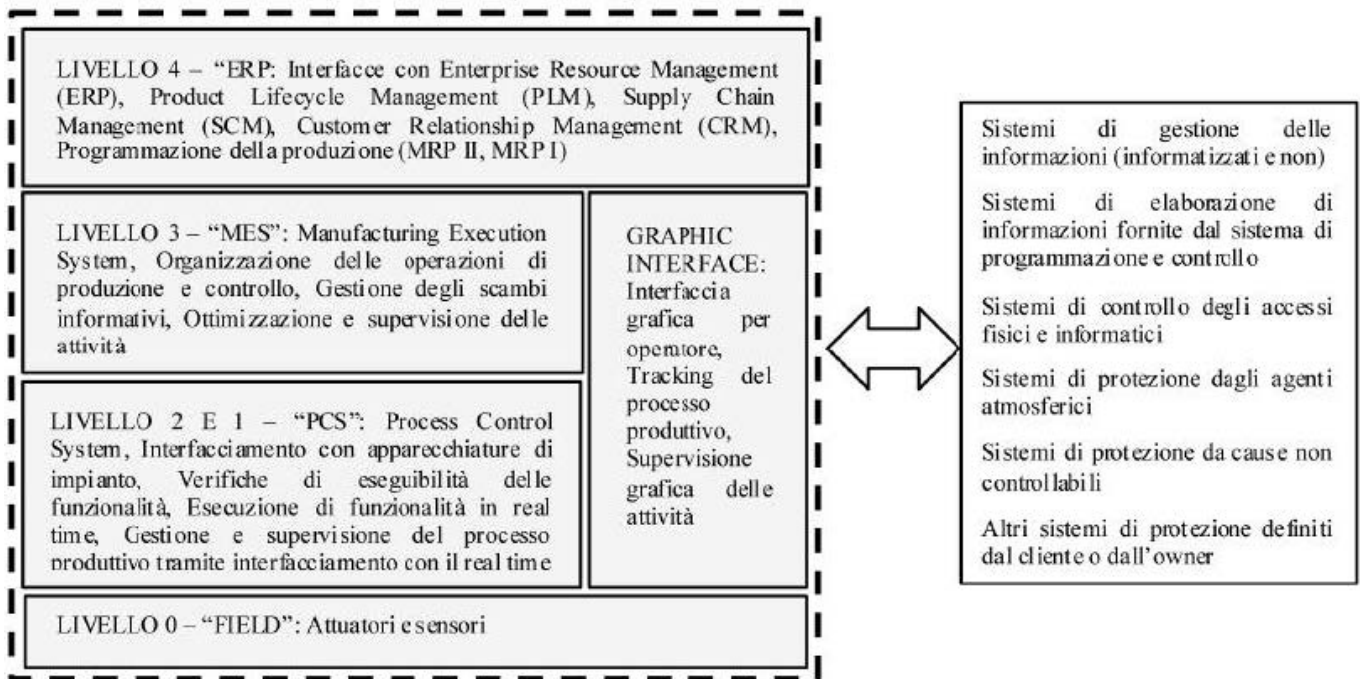 LIVELLO 4 – “ERP: Interfacce con Enterprise Resource Management
(ERP), Product Lifecycle Management (PLM), Supply Chain
Management (SCM), Customer Relationship Management (CRM),
Programmazione della produzione (MRP II, MRP I)
LIVELLO 3 – “MES”: Manufacturing Execution
System, Organizzazione delle operazioni di
produzione e controllo, Gestione degli scambi
informativi, Ottimizzazione e supervisione delle
attività
LIVELLO 2 E 1 – “PCS”: Process Control
System, Interfacciamento con apparecchiature di
impianto, Verifiche di eseguibilità delle
funzionalità, Esecuzione di funzionalità in real
time, Gestione e supervisione del processo
produttivo tramite interfacciamento con il real time
GRAPHIC
INTERFACE:
Interfaccia
grafica per
operatore,
Tracking del
processo
produttivo,
Supervisione
grafica delle
attività
LIVELLO 0 – “FIELD”: Attuatori e sensori
Sistemi di gestione delle
informazioni (informatizzati e non)
Sistemi di elaborazione di
informazioni fornite dal sistema di
programmazione e controllo
Sistemi di controllo degli accessi
fisici e informatici
Sistemi di protezione dagli agenti
atmosferici
Sistemi di protezione da cause non
controllabili
Altri sistemi di protezione definiti
dal cliente o dall’owner